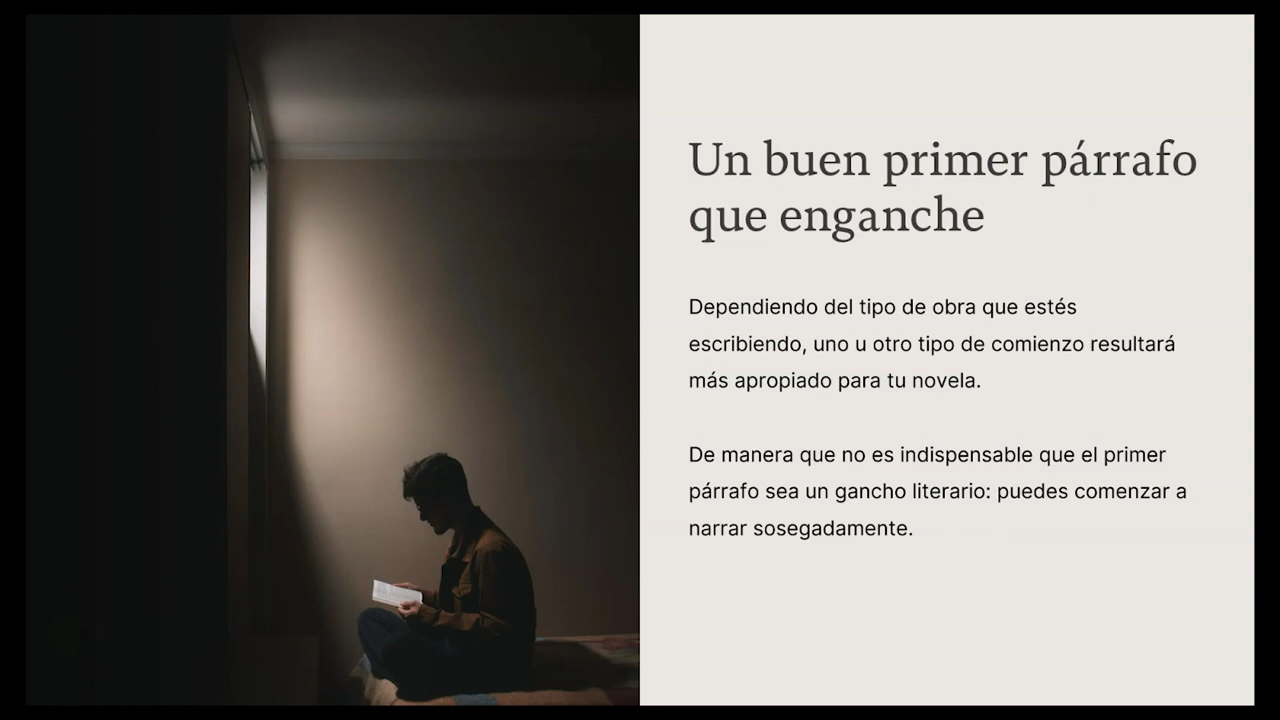 Un buen primer párrafo
que enganche
Dependiendo del tipo de obra que estés
escribiendo, uno u otro tipo de comienzo resultará
más apropiado para tu novela.
De manera que no es indispensable que el primer
párrafo sea un gancho literario: puedes comenzar a
narrar sosegadamente.